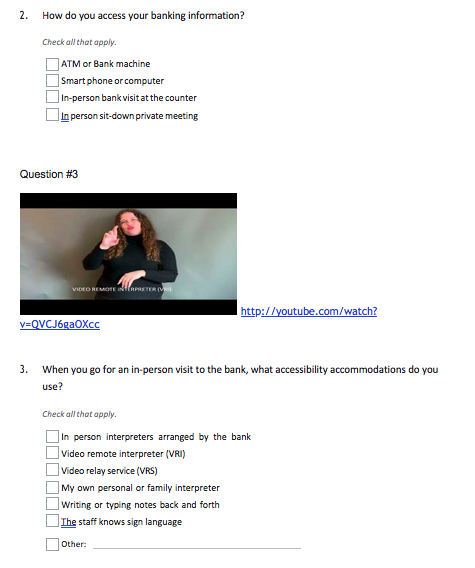 2. How do you access your banking information?
Check all that apply.
ATM or Bank machine
Smart phone or computer
In-person bank visit at the counter
In person sit-down private meeting
Question #3
VIDEO REMOTE INTERPRETER (VRI)
http://youtube.com/watch?
v=QVCJ6gaOXcc
3. When you go for an in-person visit to the bank, what accessibility accommodations do you
use?
Check all that apply.
In person interpreters arranged by the bank
Video remote interpreter (VRI)
Video relay service (VRS)
My own personal or family interpreter
Writing or typing notes back and forth
The staff knows sign language
Other: